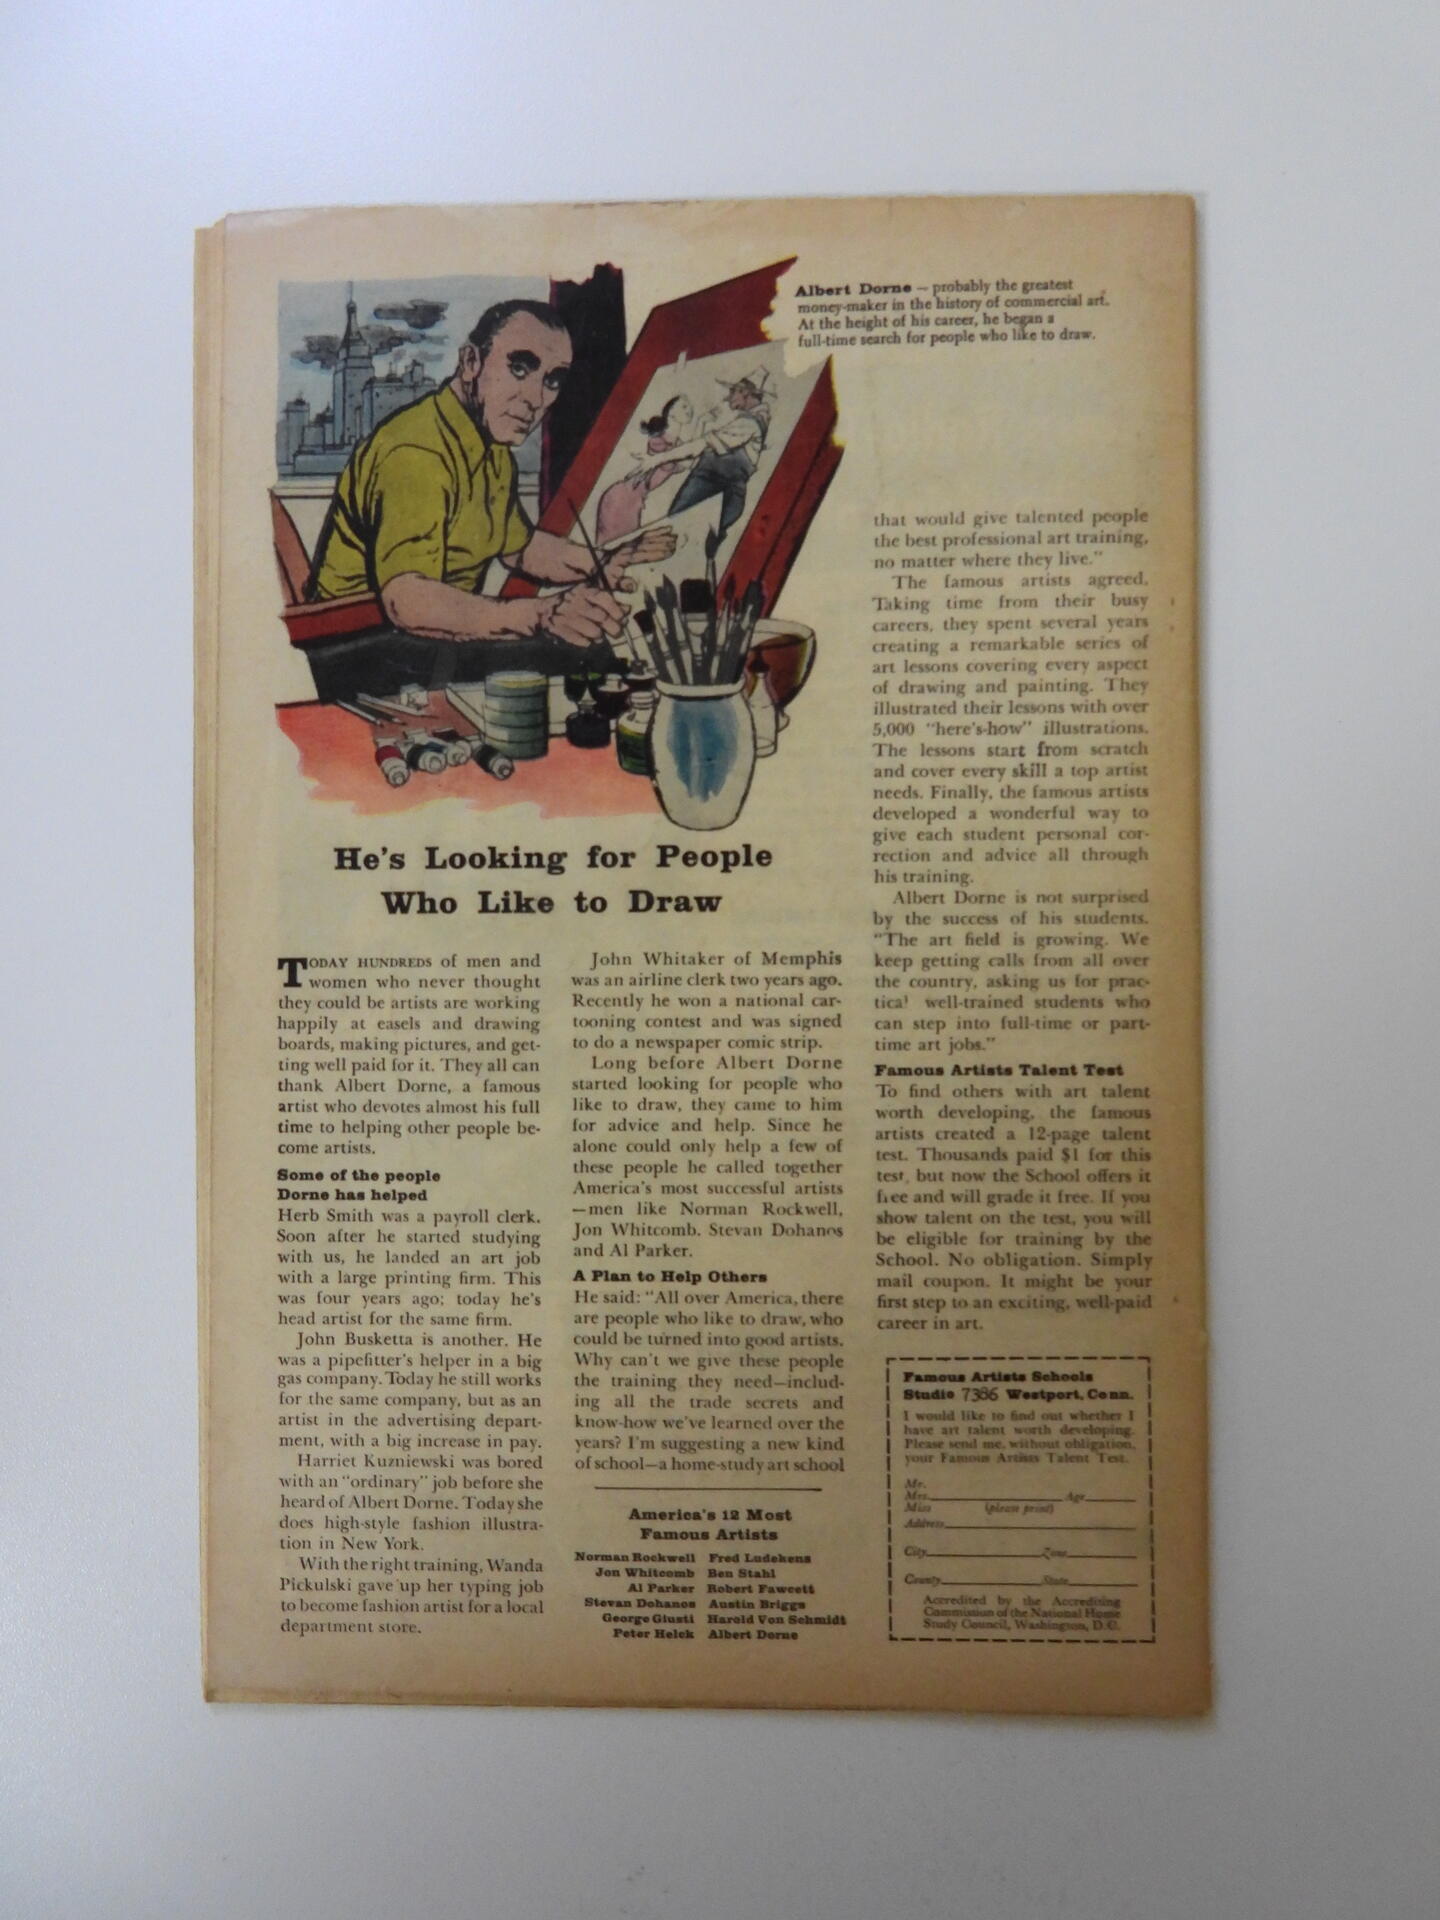 Albert Dorne — probably the greatest
money-maker in the history of commercial art.
At the height of his career, he began a
full-time search for people who like to draw.
He's Looking for People
Who Like to Draw
TODAY HUNDREDS of men and
women who never thought
they could be artists are working
happily at easels and drawing
boards, making pictures, and get-
ting well paid for it. They all can
thank Albert Dorne, a famous
artist who devotes almost his full
time to helping other people be-
come artists.
Some of the people
Dorne has helped
Herb Smith was a payroll clerk.
Soon after he started studying
with us, he landed an art job
with a large printing firm. This
was four years ago; today he's
head artist for the same firm.
John Busketta is another. He
was a pipefitter's helper in a big
gas company. Today he still works
for the same company, but as an
artist in the advertising depart-
ment, with a big increase in pay.
Harriet Kuzniewski was bored
with an "ordinary" job before she
heard of Albert Dorne. Today she
does high-style fashion illustra-
tion in New York.
With the right training, Wanda
Pickulski gave up her typing job
to become fashion artist for a local
department store.
John Whitaker of Memphis
was an airline clerk two years ago.
Recently he won a national car-
tooning contest and was signed
to do a newspaper comic strip.
Long before Albert Dorne
started looking for people who
like to draw, they came to him
for advice and help. Since he
alone could only help a few of
these people he called together
America's most successful artists
—men like Norman Rockwell,
Jon Whitcomb. Stevan Dohanos
and Al Parker.
A Plan to Help Others
He said: "All over America, there
are people who like to draw, who
could be turned into good artists.
Why can't we give these people
the training they need—includ-
ing all the trade secrets and
know-how we've learned over the
years? I'm suggesting a new kind
of school—a home-study art school
America's 12 Most
Famous Artists
Norman Rockwell Fred Ludekens
Jon Whitcomb Ben Stahl
Al Parker Robert Fawcett
Stevan Dohanos Austin Briggs
George Giusti Harold Von Schmidt
Peter Helck Albert Dorne
that would give talented people
the best professional art training,
no matter where they live."
The famous artists agreed.
Taking time from their busy
careers, they spent several years
creating a remarkable series of
art lessons covering every aspect
of drawing and painting. They
illustrated their lessons with over
5,000 "here's-how" illustrations.
The lessons start from scratch
and cover every skill a top artist
needs. Finally, the famous artists
developed a wonderful way to
give each student personal cor-
rection and advice all through
his training.
Albert Dorne is not surprised
by the success of his students.
"The art field is growing. We
keep getting calls from all over
the country, asking us for prac-
tical well-trained students who
can step into full-time or part-
time art jobs."
Famous Artists Talent Test
To find others with art talent
worth developing, the famous
artists created a 12-page talent
test. Thousands paid $1 for this
test, but now the School offers it
free and will grade it free. If you
show talent on the test, you will
be eligible for training by the
School. No obligation. Simply
mail coupon. It might be your
first step to an exciting, well-paid
career in art.
Famous Artists Schools
Studio 7386 Westport, Conn.
I would like to find out whether I
have art talent worth developing.
Please send me, without obligation,
your Famous Artists Talent Test.
Mr.
Mrs. Age
Miss (please print)
Address
City Zone
County State
Accredited by the Accrediting
Commission of the National Home
Study Council, Washington, D.C.